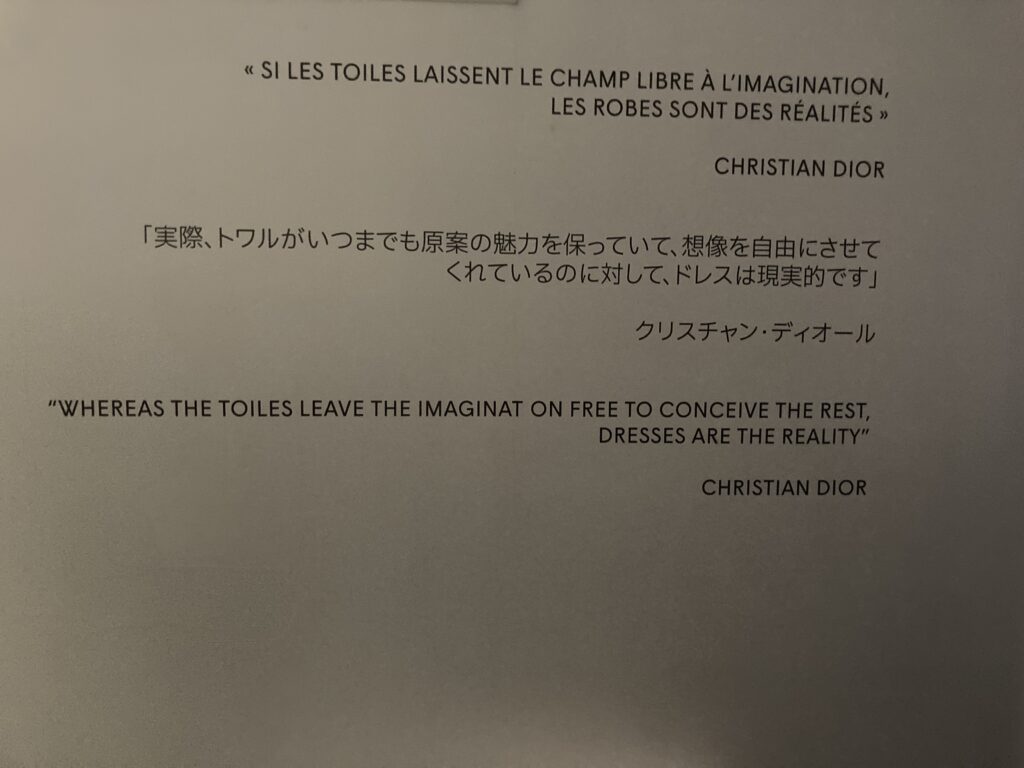 « SI LES TOILES LAISSENT LE CHAMP LIBRE À L'IMAGINATION,
LES ROBES SONT DES RÉALITÉS »
CHRISTIAN DIOR
「実際、トワルがいつまでも原案の魅力を保っていて、想像を自由にさせて
くれているのに対して、ドレスは現実的です」
クリスチャン・ディオール
"WHEREAS THE TOILES LEAVE THE IMAGINAT ON FREE TO CONCEIVE THE REST,
DRESSES ARE THE REALITY"
CHRISTIAN DIOR